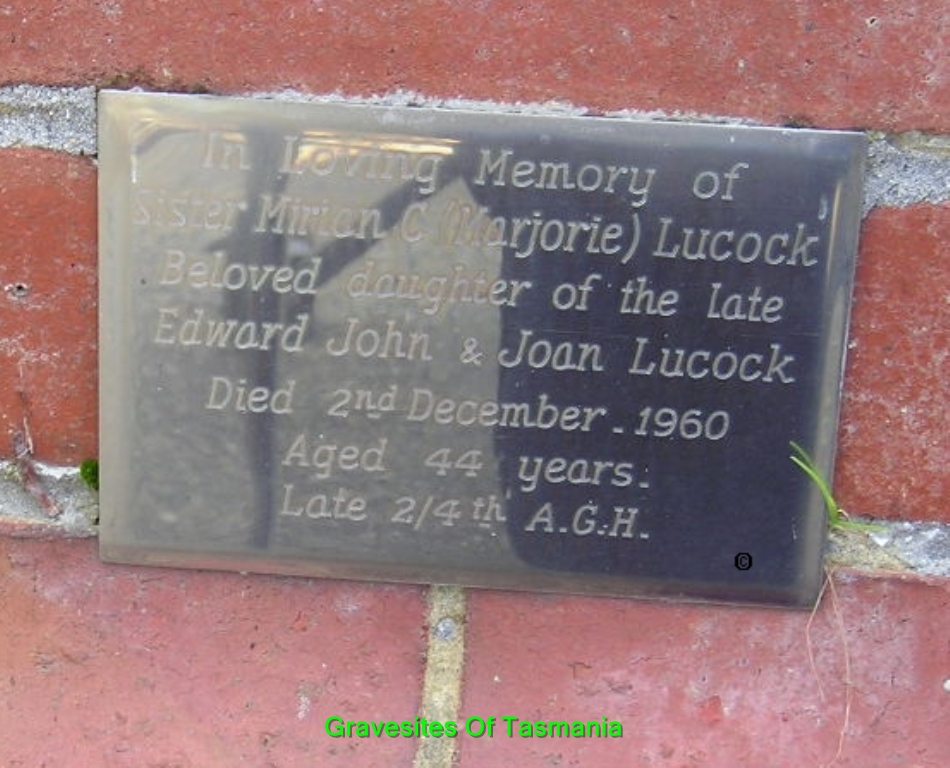 In Loving Memory of
Sister Mirian C (Marjorie) Lucock
Beloved daughter of the late
Edward John & Joan Lucock
Died 2nd December . 1960
Aged 44 years.
Late 2/4th A.G.H.
©
Gravesites Of Tasmania